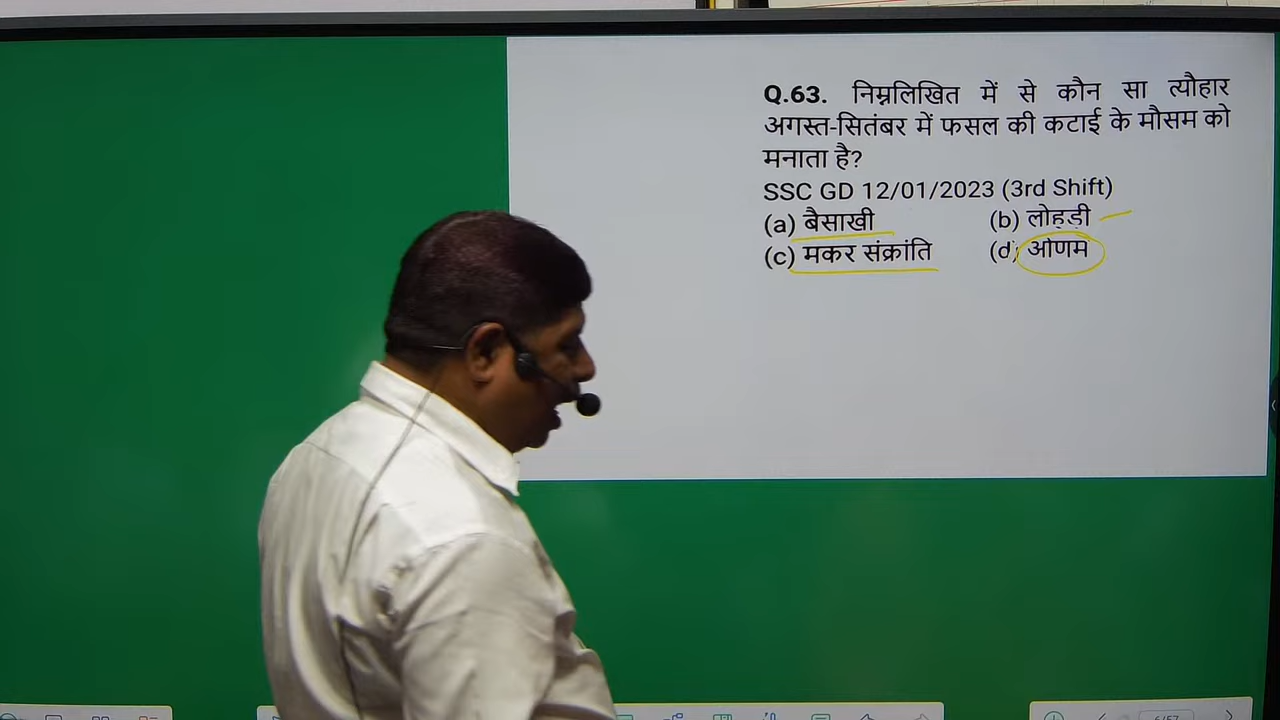 Q.63. निम्नलिखित में से कौन सा त्यौहार
अगस्त-सितंबर में फसल की कटाई के मौसम को
मनाता है?
SSC GD 12/01/2023 (3rd Shift)
(a) बैसाखी (b) लोहड़ी
(c) मकर संक्रांति (d) ओणम